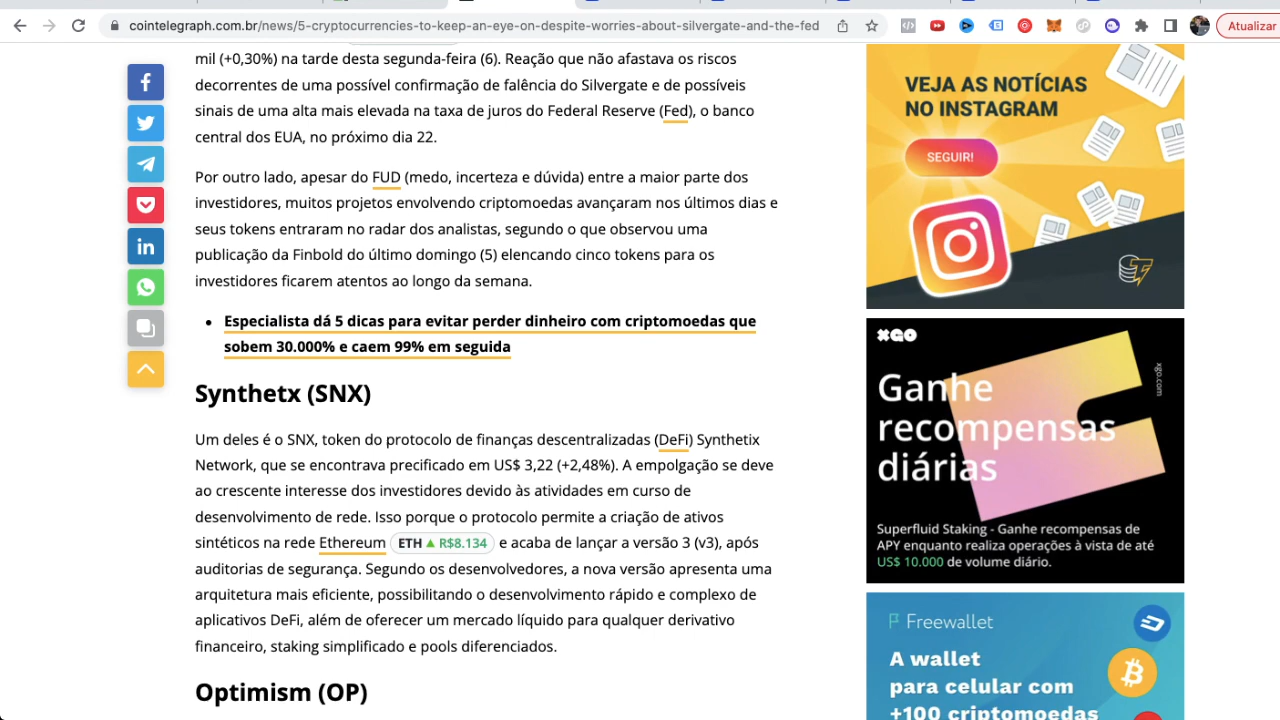 cointelegraph.com.br/news/5-cryptocurrencies-to-keep-an-eye-on-despite-worries-about-silvergate-and-the-fed
Atualizar
mil (+0,30%) na tarde desta segunda-feira (6). Reação que não afastava os riscos
decorrentes de uma possível confirmação de falência do Silvergate e de possíveis
sinais de uma alta mais elevada na taxa de juros do Federal Reserve (Fed), o banco
central dos EUA, no próximo dia 22.
Por outro lado, apesar do FUD (medo, incerteza e dúvida) entre a maior parte dos
investidores, muitos projetos envolvendo criptomoedas avançaram nos últimos dias e
seus tokens entraram no radar dos analistas, segundo o que observou uma
publicação da Finbold do último domingo (5) elencando cinco tokens para os
investidores ficarem atentos ao longo da semana.
• Especialista dá 5 dicas para evitar perder dinheiro com criptomoedas que
sobem 30.000% e caem 99% em seguida
Synthetx (SNX)
Um deles é o SNX, token do protocolo de finanças descentralizadas (DeFi) Synthetix
Network, que se encontrava precificado em US$ 3,22 (+2,48%). A empolgação se deve
ao crescente interesse dos investidores devido às atividades em curso de
desenvolvimento de rede. Isso porque o protocolo permite a criação de ativos
sintéticos na rede Ethereum ETH ▲ R$8.134 e acaba de lançar a versão 3 (v3), após
auditorias de segurança. Segundo os desenvolvedores, a nova versão apresenta uma
arquitetura mais eficiente, possibilitando o desenvolvimento rápido e complexo de
aplicativos DeFi, além de oferecer um mercado líquido para qualquer derivativo
financeiro, staking simplificado e pools diferenciados.
Optimism (OP)
VEJA AS NOTÍCIAS
NO INSTAGRAM
SEGUIR!
XGO
xgo.com
Ganhe
recompensas
diárias
Superfluid Staking - Ganhe recompensas de
APY enquanto realiza operações à vista de até
US$ 10.000 de volume diário.
Freewallet
A wallet
para celular com
+100 criptomoedas